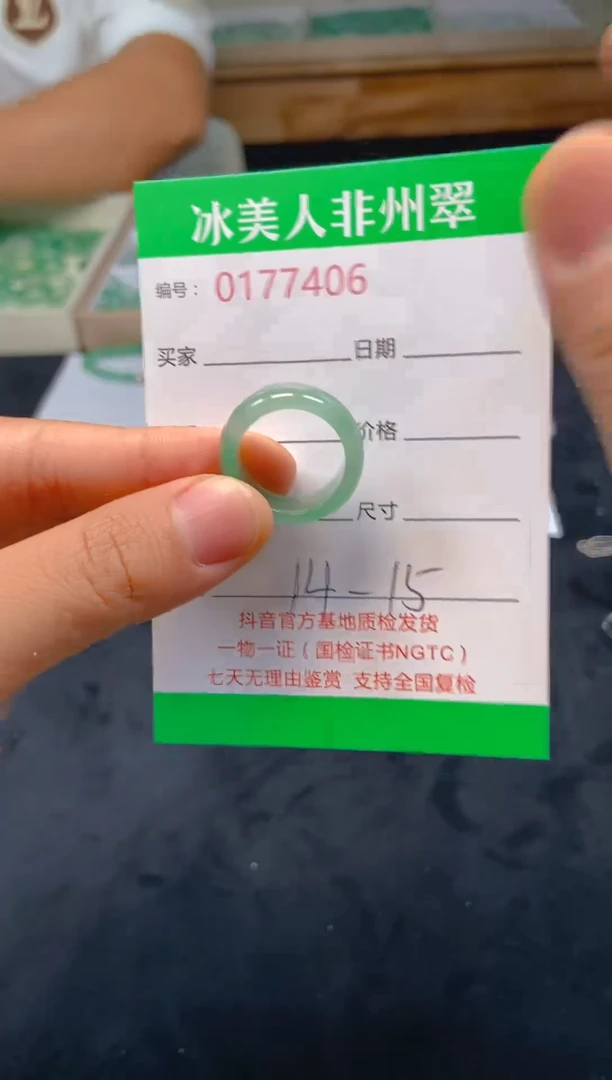 冰美人非州翠
编号： 0177406
买家 日期
价格
尺寸
14-15
抖音官方基地质检发货
一物一证（国检证书NGTC）
七天无理由鉴赏 支持全国复检